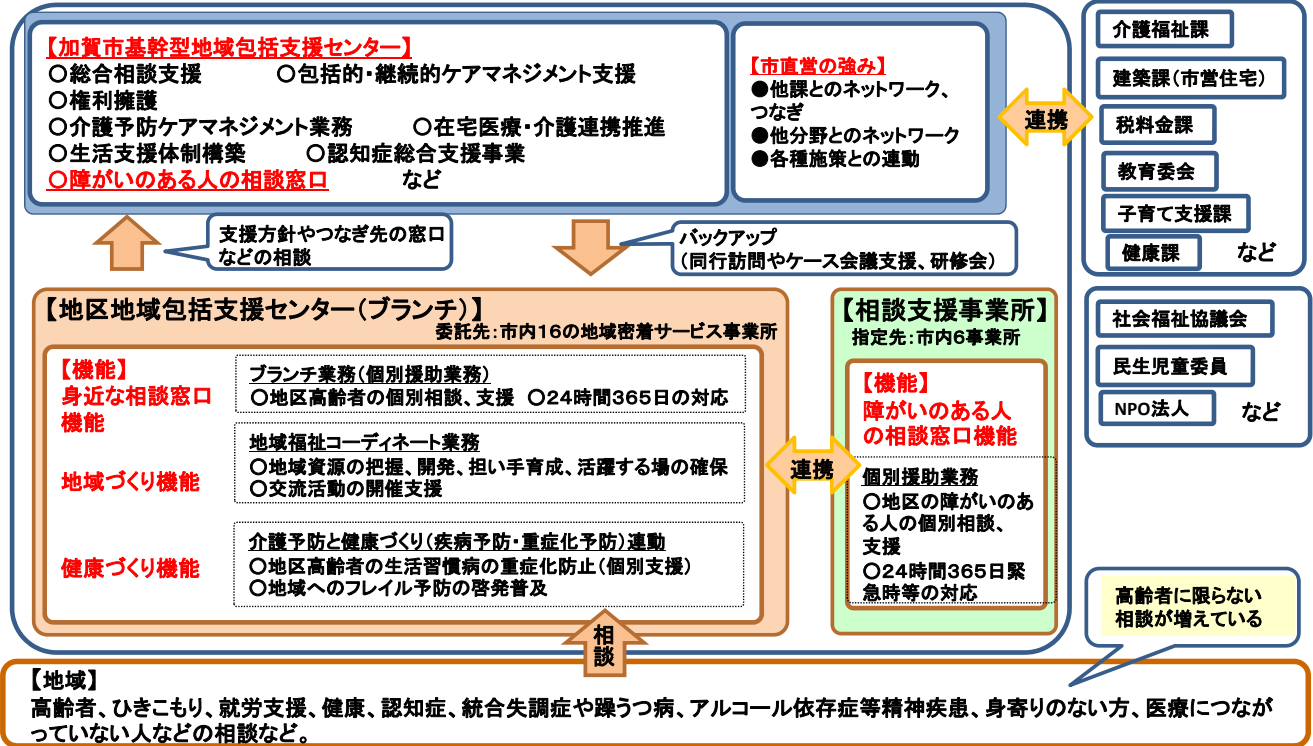 【加賀市基幹型地域包括支援センター】
〇総合相談支援　〇包括的・継続的ケアマネジメント支援
〇権利擁護
〇介護予防ケアマネジメント業務　〇在宅医療・介護連携推進
〇生活支援体制構築　〇認知症総合支援事業
〇障がいのある人の相談窓口　など
【市直営の強み】
●他課とのネットワーク、
つなぎ
●他分野とのネットワーク
●各種施策との連動
連携
介護福祉課
建築課（市営住宅）
税料金課
教育委会
子育て支援課
健康課　など
支援方針やつなぎ先の窓口
などの相談
バックアップ
（同行訪問やケース会議支援、研修会）
社会福祉協議会
民生児童委員
NPO法人　など
【地区地域包括支援センター（ブランチ）】
委託先：市内16の地域密着サービス事業所
【機能】
身近な相談窓口
機能
ブランチ業務（個別援助業務）
〇地区高齢者の個別相談、支援　〇24時間365日の対応
地域づくり機能
地域福祉コーディネート業務
〇地域資源の把握、開発、担い手育成、活躍する場の確保
〇交流活動の開催支援
健康づくり機能
介護予防と健康づくり（疾病予防・重症化予防）連動
〇地区高齢者の生活習慣病の重症化防止（個別支援）
〇地域へのフレイル予防の啓発普及
連携
【相談支援事業所】
指定先：市内6事業所
【機能】
障がいのある人
の相談窓口機能
個別援助業務
〇地区の障がいのあ
る人の個別相談、
支援
〇24時間365日緊
急時等の対応
高齢者に限らない
相談が増えている
相
談
【地域】
高齢者、ひきこもり、就労支援、健康、認知症、統合失調症や躁うつ病、アルコール依存症等精神疾患、身寄りのない方、医療につなが
っていない人などの相談など。